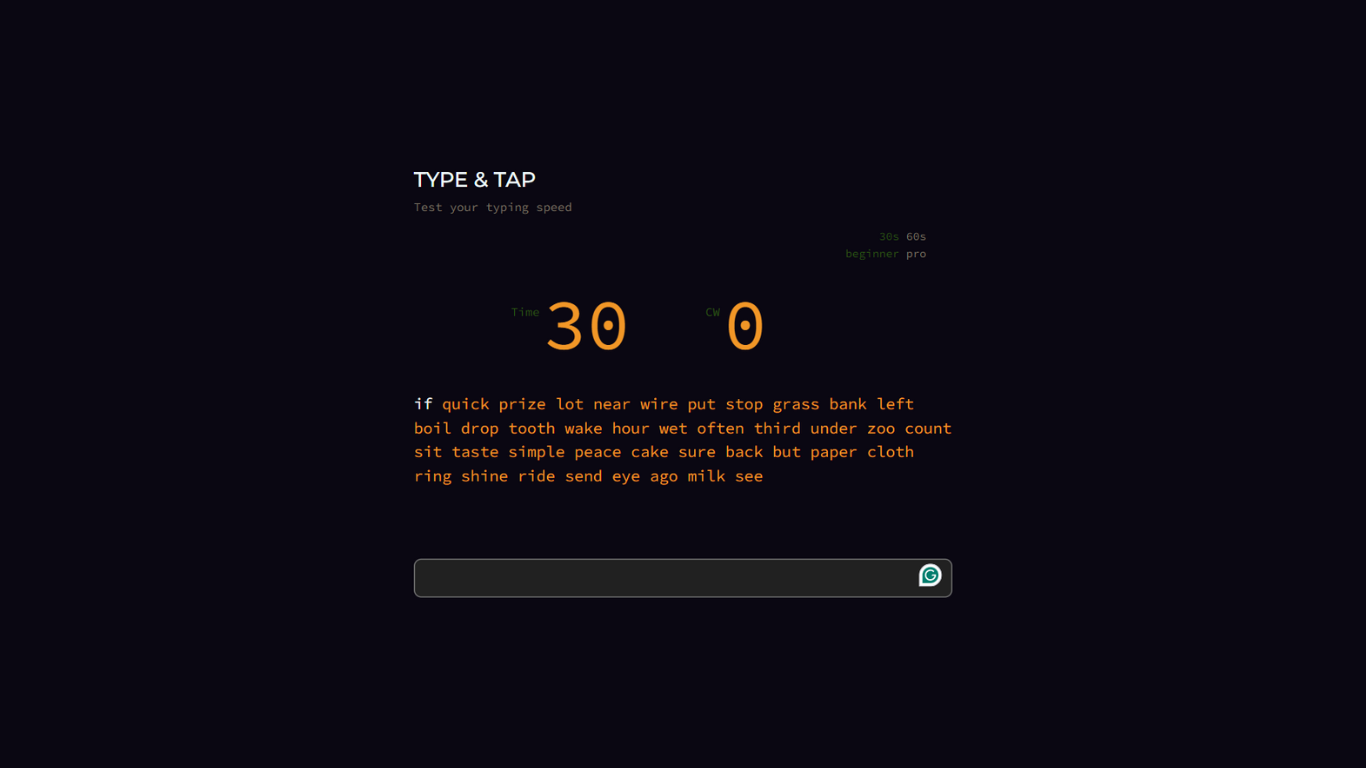 TYPE & TAP
Test your typing speed
30s 60s
beginner pro
Time 30 CW 0
if quick prize lot near wire put stop grass bank left
boil drop tooth wake hour wet often third under zoo count
sit taste simple peace cake sure back but paper cloth
ring shine ride send eye ago milk see